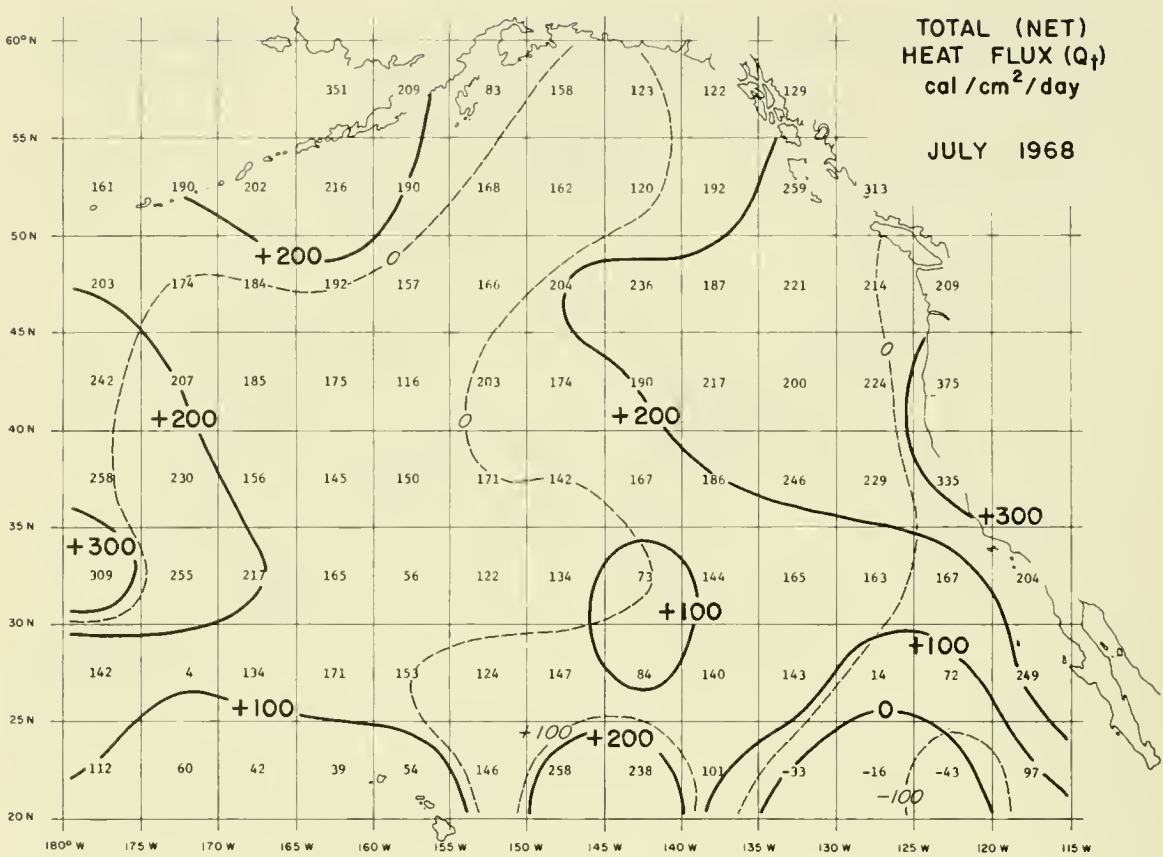 TOTAL (NET)
HEAT FLUX (Qt)
cal/cm²/day
JULY 1968
60° N
351 209 83 158 123 122 129
55 N
161 190 202 216 190 168 162 120 192 259 313
50 N
+200 0
203 174 184 192 157 166 204 236 187 221 214 209
45 N
0
242 207 185 175 116 203 174 190 217 200 224 375
+200 0 +200
40 N
258 230 156 145 150 171 142 167 186 246 229 335
35 N
+300
+300
309 255 217 165 56 122 134 73 144 165 163 167 204
+100
30 N
+100
142 4 134 171 153 124 147 84 140 143 14 72 249
+100 0
25 N
+100 +200
112 60 42 39 54 146 258 238 101 -33 -16 -43 97
-100
20 N
180° W 175 W 170 W 165 W 160 W 155 W 150 W 145 W 140 W 135 W 130 W 125 W 120 W 115 W